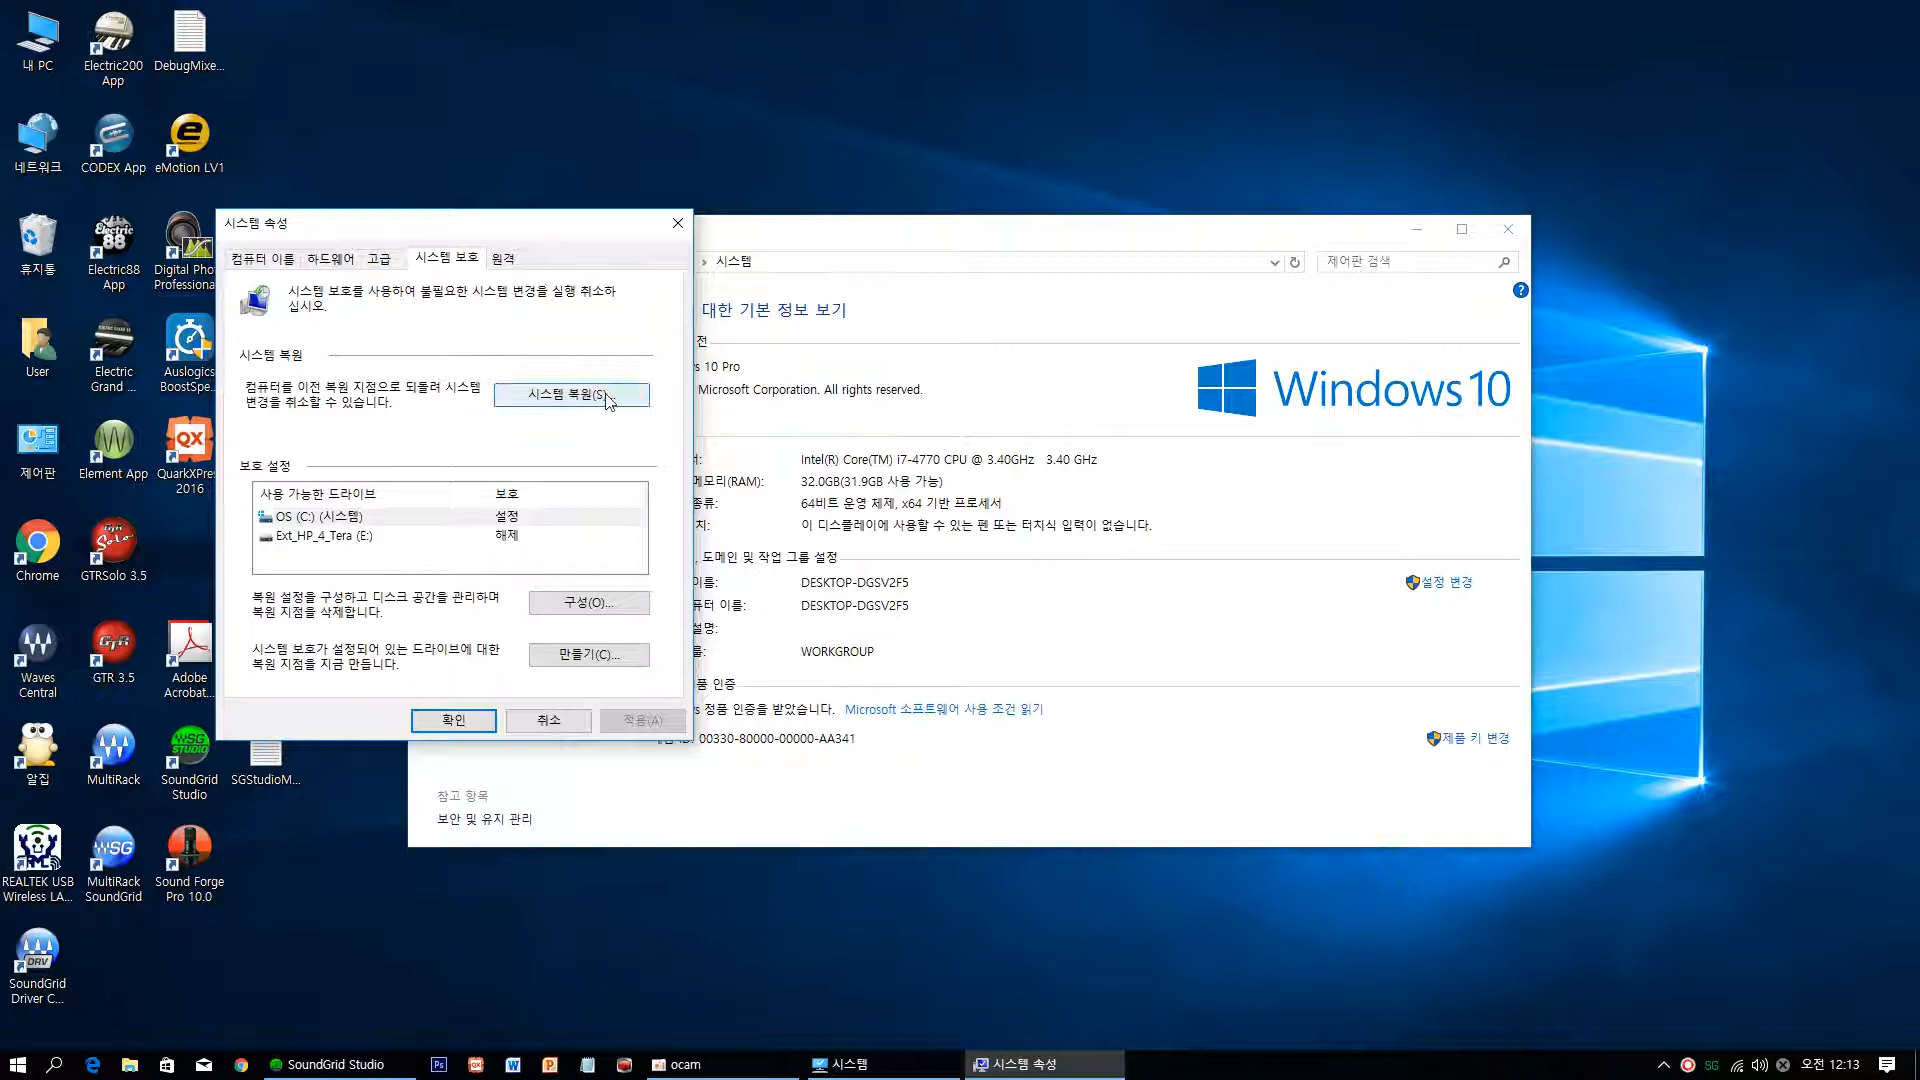 내 PC
Electric200
App
DebugMixe...
네트워크
CODEX App
eMotion LV1
휴지통
Electric88
App
Digital Pho
Professiona
User
Electric
Grand ...
Auslogics
BoostSpe...
제어판
Element App
QuarkXPres
2016
Chrome
GTRSolo 3.5
Waves
Central
GTR 3.5
Adobe
Acrobat...
알집
MultiRack
SoundGrid
Studio
SGStudioM...
REALTEK USB
Wireless LA...
MultiRack
SoundGrid
Sound Forge
Pro 10.0
SoundGrid
Driver C...
시스템 속성
컴퓨터 이름 하드웨어 고급 시스템 보호 원격
시스템 보호를 사용하여 불필요한 시스템 변경을 실행 취소하
십시오.
시스템 복원
컴퓨터를 이전 복원 지점으로 되돌려 시스템
변경을 취소할 수 있습니다.
시스템 복원(S)...
보호 설정
사용 가능한 드라이브 보호
OS (C:) (시스템) 설정
Ext_HP_4_Tera (E:) 해제
복원 설정을 구성하고 디스크 공간을 관리하며
복원 지점을 삭제합니다.
구성(O)...
시스템 보호가 설정되어 있는 드라이브에 대한
복원 지점을 지금 만듭니다.
만들기(C)...
확인 취소 적용(A)
시스템
제어판 검색
대한 기본 정보 보기
전
s 10 Pro
Microsoft Corporation. All rights reserved.
Windows 10
Intel(R) Core(TM) i7-4770 CPU @ 3.40GHz 3.40 GHz
메모리(RAM): 32.0GB(31.9GB 사용 가능)
종류: 64비트 운영 체제, x64 기반 프로세서
치: 이 디스플레이에 사용할 수 있는 펜 또는 터치식 입력이 없습니다.
, 도메인 및 작업 그룹 설정
이름: DESKTOP-DGSV2F5
설정 변경
퓨터 이름: DESKTOP-DGSV2F5
설명:
룹: WORKGROUP
품 인증
s 정품 인증을 받았습니다. Microsoft 소프트웨어 사용 조건 읽기
ID: 00330-80000-00000-AA341
제품 키 변경
참고 항목
보안 및 유지 관리
SoundGrid Studio
ocam
시스템
시스템 속성
SG
오전 12:13